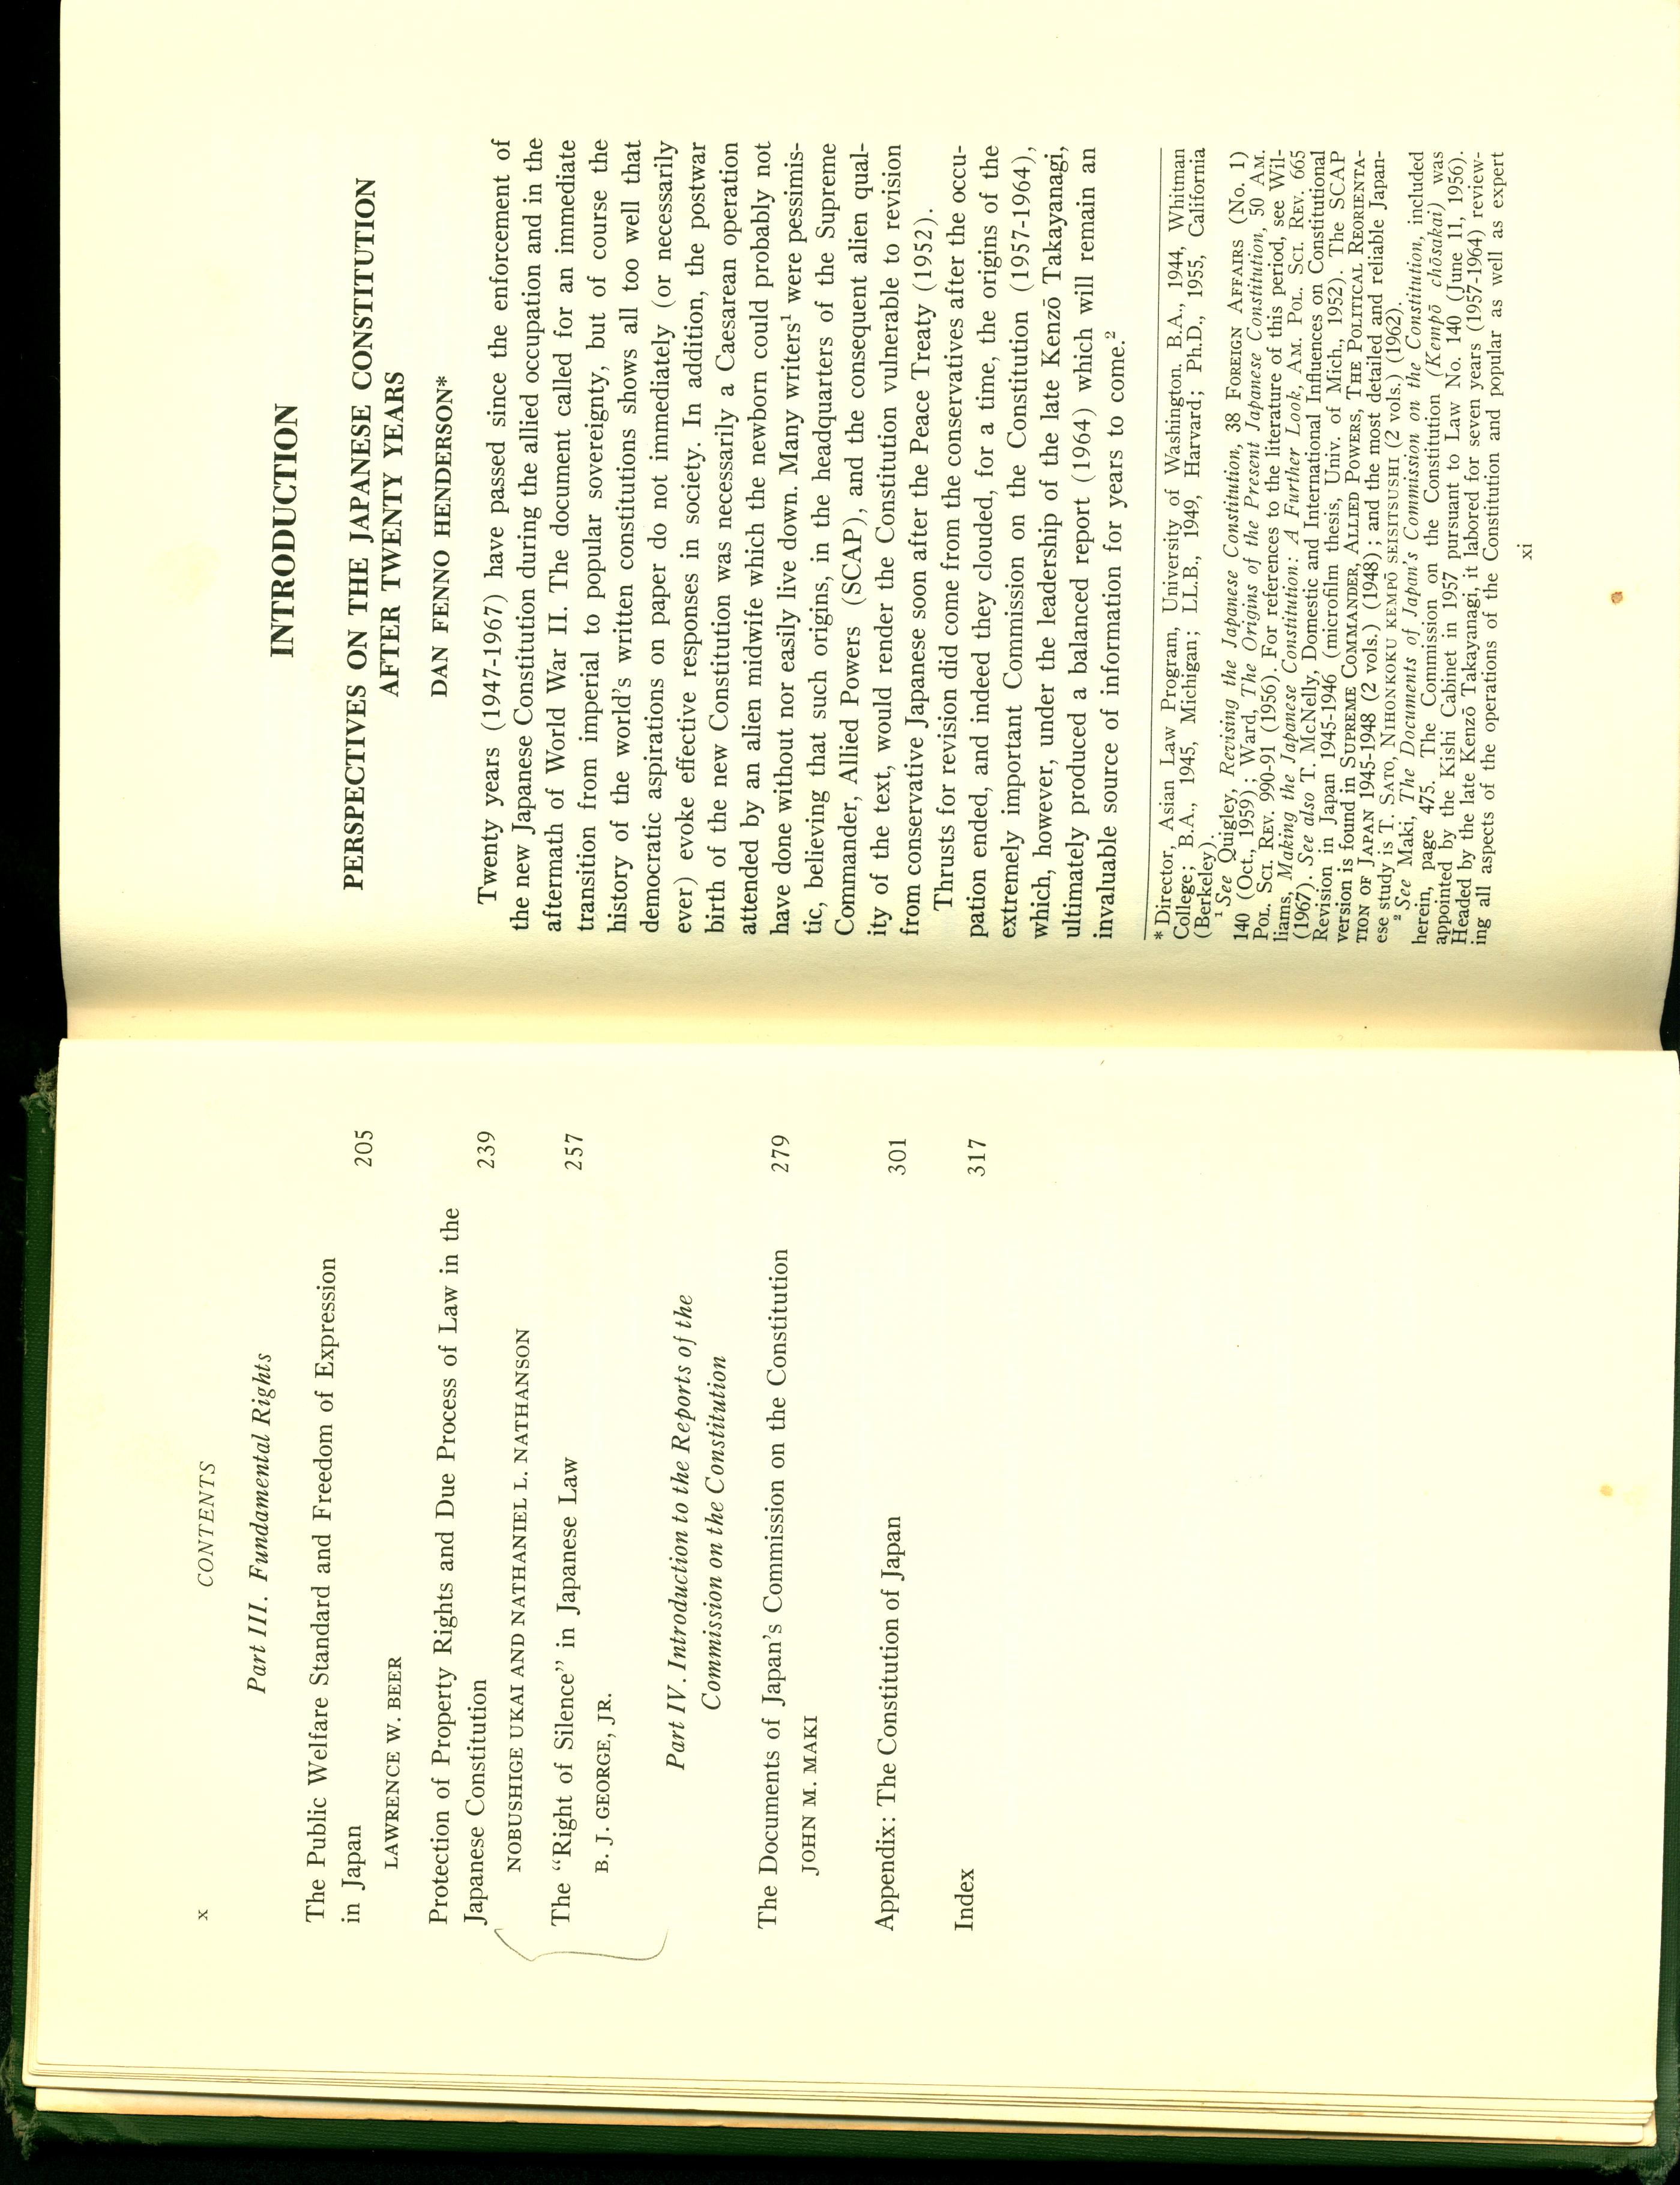 x
CONTENTS
Part III. Fundamental Rights
The Public Welfare Standard and Freedom of Expression
in Japan 205
LAWRENCE W. BEER
Protection of Property Rights and Due Process of Law in the
Japanese Constitution 239
NOBUSHIGE UKAI AND NATHANIEL L. NATHANSON
The “Right of Silence” in Japanese Law 257
B. J. GEORGE, JR.
Part IV. Introduction to the Reports of the
Commission on the Constitution
The Documents of Japan’s Commission on the Constitution 279
JOHN M. MAKI
Appendix: The Constitution of Japan 301
Index 317
INTRODUCTION
PERSPECTIVES ON THE JAPANESE CONSTITUTION
AFTER TWENTY YEARS
DAN FENNO HENDERSON*
Twenty years (1947-1967) have passed since the enforcement of
the new Japanese Constitution during the allied occupation and in the
aftermath of World War II. The document called for an immediate
transition from imperial to popular sovereignty, but of course the
history of the world’s written constitutions shows all too well that
democratic aspirations on paper do not immediately (or necessarily
ever) evoke effective responses in society. In addition, the postwar
birth of the new Constitution was necessarily a Caesarean operation
attended by an alien midwife which the newborn could probably not
have done without nor easily live down. Many writers¹ were pessimis-
tic, believing that such origins, in the headquarters of the Supreme
Commander, Allied Powers (SCAP), and the consequent alien qual-
ity of the text, would render the Constitution vulnerable to revision
from conservative Japanese soon after the Peace Treaty (1952).
Thrusts for revision did come from the conservatives after the occu-
pation ended, and indeed they clouded, for a time, the origins of the
extremely important Commission on the Constitution (1957-1964),
which, however, under the leadership of the late Kenzō Takayanagi,
ultimately produced a balanced report (1964) which will remain an
invaluable source of information for years to come.²
* Director, Asian Law Program, University of Washington. B.A., 1944, Whitman
College; B.A., 1945, Michigan; LL.B., 1949, Harvard; Ph.D., 1955, California
(Berkeley).
¹ See Quigley, Revising the Japanese Constitution, 38 FOREIGN AFFAIRS (No. 1)
140 (Oct., 1959); Ward, The Origins of the Present Japanese Constitution, 50 AM.
POL. SCI. REV. 990-91 (1956). For references to the literature of this period, see Wil-
liams, Making the Japanese Constitution: A Further Look, AM. POL. SCI. REV. 665
(1967). See also T. McNelly, Domestic and International Influences on Constitutional
Revision in Japan 1945-1946 (microfilm thesis, Univ. of Mich., 1952). The SCAP
version is found in SUPREME COMMANDER, ALLIED POWERS, THE POLITICAL REORIENTA-
TION OF JAPAN 1945-1948 (2 vols.) (1948); and the most detailed and reliable Japan-
ese study is T. SATO, NIHONKOKU KEMPŌ SEISITSUSHI (2 vols.) (1962).
² See Maki, The Documents of Japan’s Commission on the Constitution, included
herein, page 475. The Commission on the Constitution (Kempō chōsakai) was
appointed by the Kishi Cabinet in 1957 pursuant to Law No. 140 (June 11, 1956).
Headed by the late Kenzō Takayanagi, it labored for seven years (1957-1964) review-
ing all aspects of the operations of the Constitution and popular as well as expert
xi